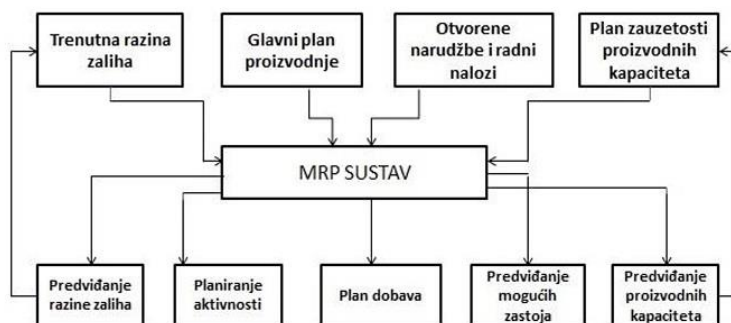 Trenutna razina
zaliha
Glavni plan
proizvodnje
Otvorene
narudžbe i radni
nalozi
Plan zauzetosti
proizvodnih
kapaciteta
MRP SUSTAV
Predviđanje
razine zaliha
Planiranje
aktivnosti
Plan dobava
Predviđanje
mogućih
zastoja
Predviđanje
proizvodnih
kapaciteta